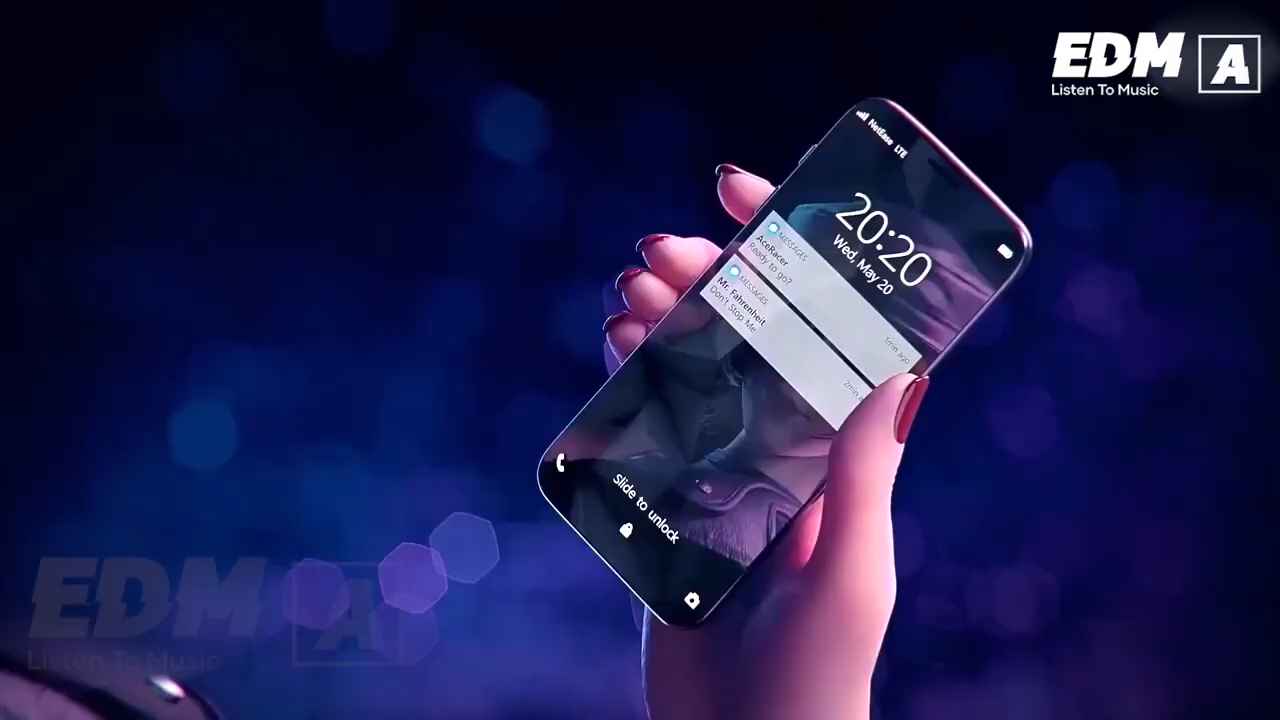 EDM A
Listen To Music
NetEase LTE
20:20
Wed, May 20
MESSAGES
AceRacer
Ready to go?
1min ago
MESSAGES
Mr. Fahrenheit
Don't Stop Me
2min
Slide to unlock
EDM A
Listen To Music